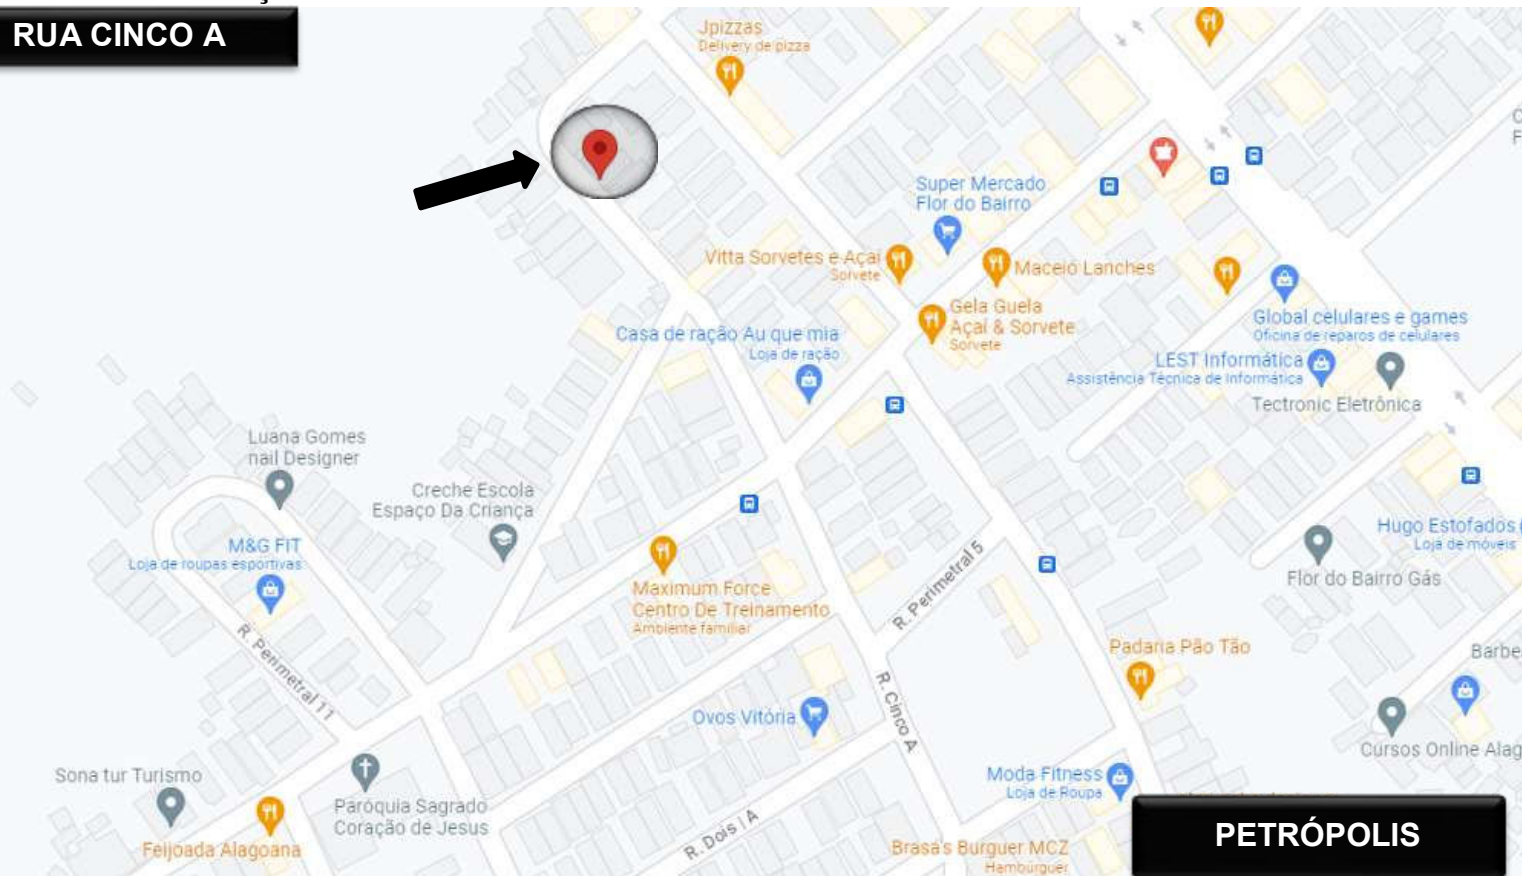 RUA CINCO A
Jpizzas
Delivery de pizza
Super Mercado
Flor do Bairro
Vitta Sorvetes e Açaí
Sorvete
Maceió Lanches
Gela Guela
Açaí & Sorvete
Sorvete
Global celulares e games
Oficina de reparos de celulares
Casa de ração Au que mia
Loja de ração
LEST Informática
Assistência Técnica de Informática
Tectronic Eletrônica
Luana Gomes
nail Designer
Creche Escola
Espaço Da Criança
M&G FIT
Loja de roupas esportivas
Hugo Estofados
Loja de móveis
Flor do Bairro Gás
Maximum Force
Centro De Treinamento
Ambiente familiar
R. Perimetral 5
R. Perimetral 11
Padaria Pão Tão
Barbe
R. Cinco A
Ovos Vitória
Cursos Online Alag
Sona tur Turismo
Moda Fitness
Loja de Roupa
Paróquia Sagrado
Coração de Jesus
R. Dois | A
Feijoada Alagoana
Brasa's Burguer MCZ
Hambúrguer
PETRÓPOLIS